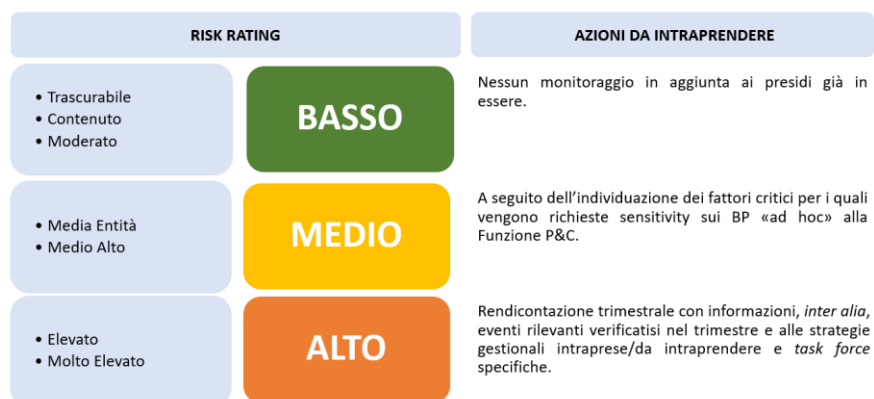 RISK RATING
AZIONI DA INTRAPRENDERE
• Trascurabile
• Contenuto
• Moderato
BASSO
Nessun monitoraggio in aggiunta ai presidi già in
essere.
• Media Entità
• Medio Alto
MEDIO
A seguito dell’individuazione dei fattori critici per i quali
vengono richieste sensitivity sui BP «ad hoc» alla
Funzione P&C.
• Elevato
• Molto Elevato
ALTO
Rendicontazione trimestrale con informazioni, inter alia,
eventi rilevanti verificatisi nel trimestre e alle strategie
gestionali intraprese/da intraprendere e task force
specifiche.